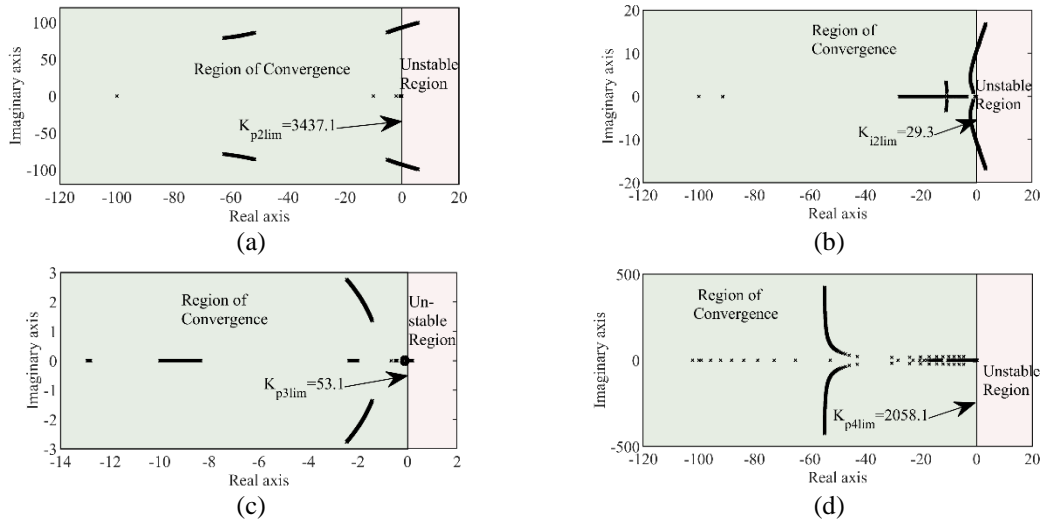 100
50
0
-50
-100
Imaginary axis
Region of Convergence
Unstable
Region
Kp2lim=3437.1
-120 -100 -80 -60 -40 -20 0 20
Real axis
(a)
20
10
0
-10
-20
Imaginary axis
Region of
Convergence
Unstable
Region
Ki2lim=29.3
-120 -100 -80 -60 -40 -20 0 20
Real axis
(b)
3
2
1
0
-1
-2
-3
Imaginary axis
Region of
Convergence
Un-
stable
Region
Kp3lim=53.1
-14 -12 -10 -8 -6 -4 -2 0 2
Real axis
(c)
500
0
-500
Imaginary axis
Region of
Convergence
Unstable
Region
Kp4lim=2058.1
-120 -100 -80 -60 -40 -20 0 20
Real axis
(d)